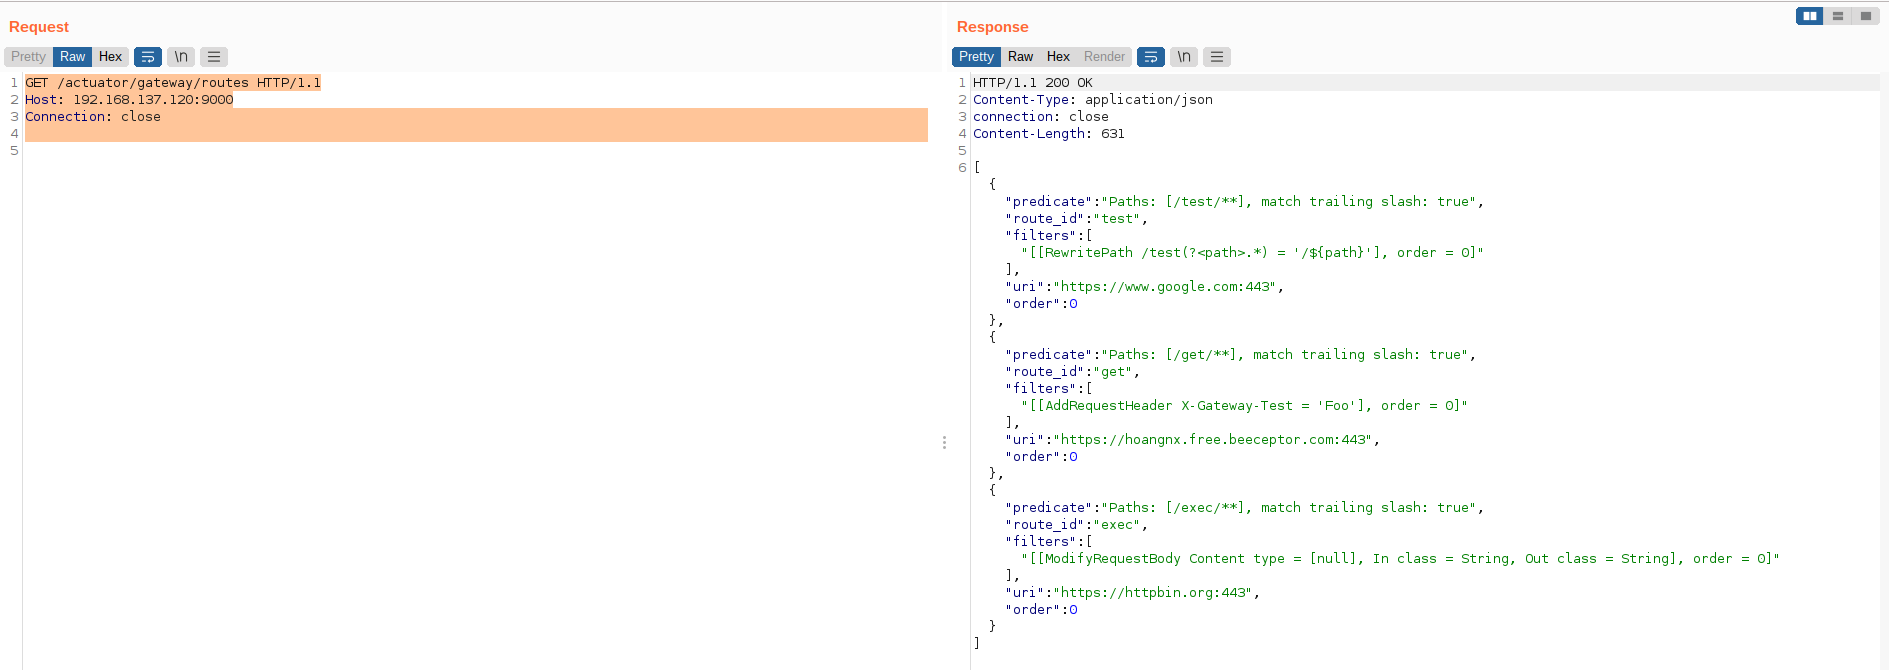 Request
Pretty Raw Hex \n
1 GET /actuator/gateway/routes HTTP/1.1
2 Host: 192.168.137.120:9000
3 Connection: close
4
5
Response
Pretty Raw Hex Render \n
1 HTTP/1.1 200 OK
2 Content-Type: application/json
3 connection: close
4 Content-Length: 631
5
6 [
{
"predicate":"Paths: [/test/**], match trailing slash: true",
"route_id":"test",
"filters":[
"[[RewritePath /test(?<path>.*) = '/${path}'], order = 0]"
],
"uri":"https://www.google.com:443",
"order":0
},
{
"predicate":"Paths: [/get/**], match trailing slash: true",
"route_id":"get",
"filters":[
"[[AddRequestHeader X-Gateway-Test = 'Foo'], order = 0]"
],
"uri":"https://hoangnx.free.beeceptor.com:443",
"order":0
},
{
"predicate":"Paths: [/exec/**], match trailing slash: true",
"route_id":"exec",
"filters":[
"[[ModifyRequestBody Content type = [null], In class = String, Out class = String], order = 0]"
],
"uri":"https://httpbin.org:443",
"order":0
}
]